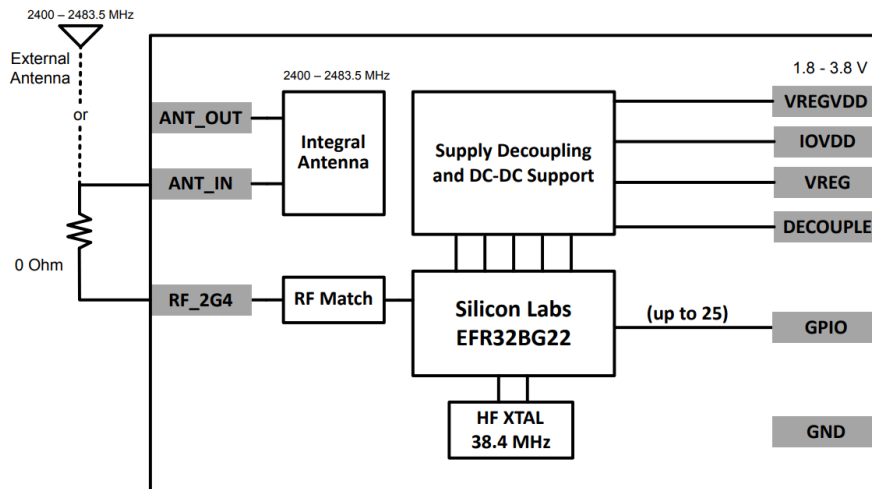 2400 – 2483.5 MHz
External
Antenna
or
0 Ohm
ANT_OUT
ANT_IN
RF_2G4
2400 – 2483.5 MHz
Integral
Antenna
RF Match
Supply Decoupling
and DC-DC Support
Silicon Labs
EFR32BG22
HF XTAL
38.4 MHz
(up to 25)
1.8 - 3.8 V
VREGVDD
IOVDD
VREG
DECOUPLE
GPIO
GND